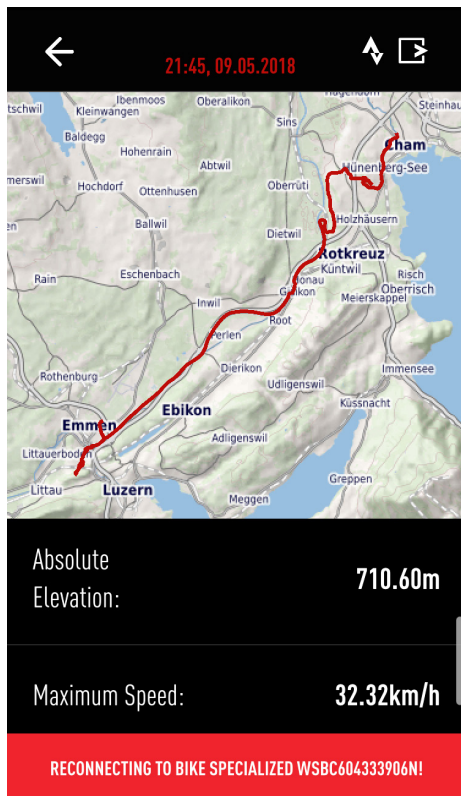 21:45, 09.05.2018
Ibenmoos
Oberalikon
Steinhau
Kleinwangen
Sins
Baldegg
Cham
Hohenrain
Abtwil
Hünenberg-See
Hochdorf
Ottenhusen
Oberrüti
Ballwil
Holzhäusern
Dietwil
Rotkreuz
Küntwil
Eschenbach
Risch
Rain
Oberrisch
Meierskappel
Inwil
Root
Perlen
Dierikon
Immensee
Rothenburg
Udligenswil
Küssnacht
Ebikon
Emmen
Adligenswil
Littauerboden
Greppen
Littau
Luzern
Meggen
Absolute
Elevation:
710.60m
Maximum Speed:
32.32km/h
RECONNECTING TO BIKE SPECIALIZED WSBC604333906N!